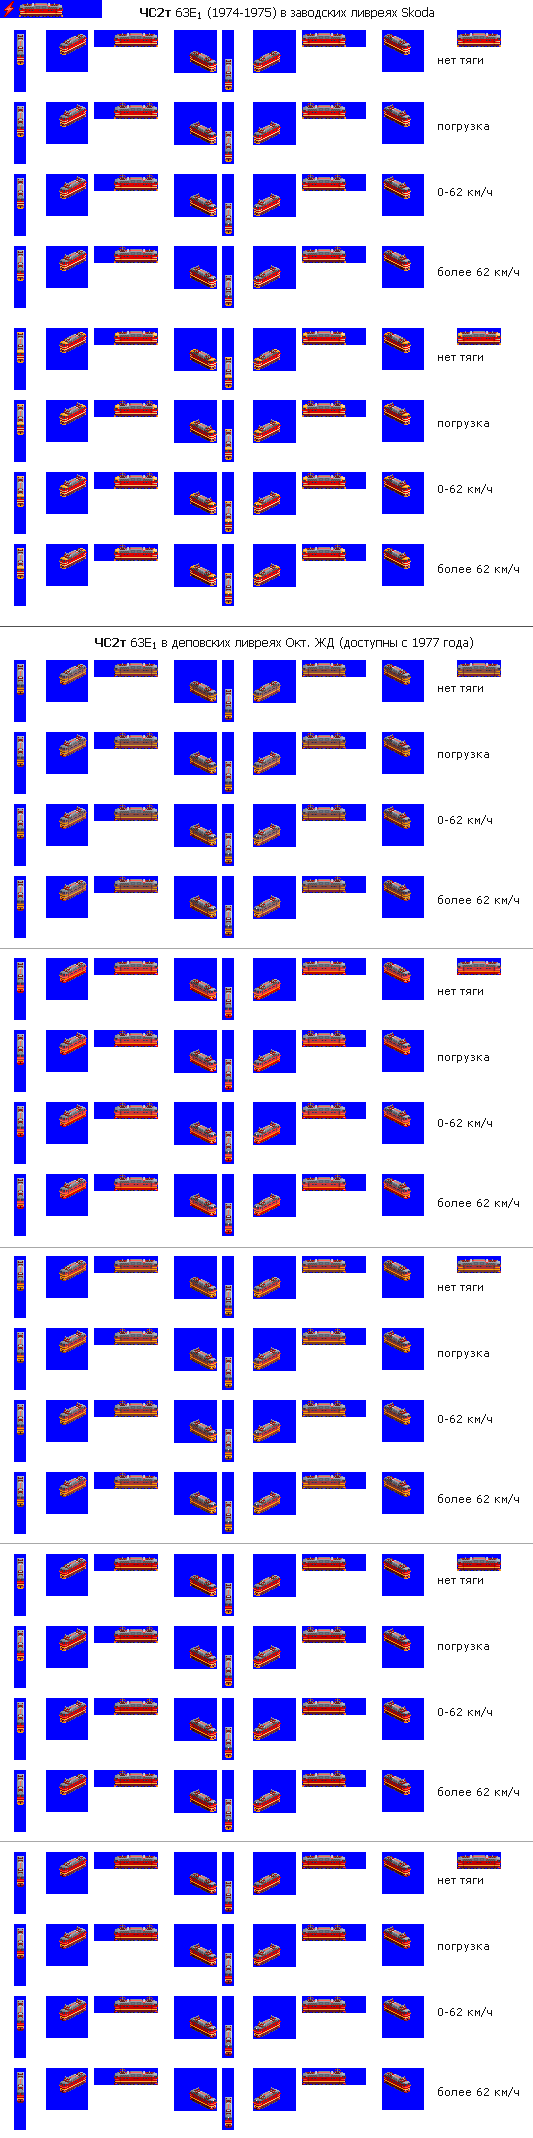 ЧС2т 63Е₁ (1974-1975) в заводских ливреях Skoda
нет тяги
погрузка
0-62 км/ч
более 62 км/ч
нет тяги
погрузка
0-62 км/ч
более 62 км/ч
ЧС2т 63Е₁ в деповских ливреях Окт. ЖД (доступны с 1977 года)
нет тяги
погрузка
0-62 км/ч
более 62 км/ч
нет тяги
погрузка
0-62 км/ч
более 62 км/ч
нет тяги
погрузка
0-62 км/ч
более 62 км/ч
нет тяги
погрузка
0-62 км/ч
более 62 км/ч
нет тяги
погрузка
0-62 км/ч
более 62 км/ч